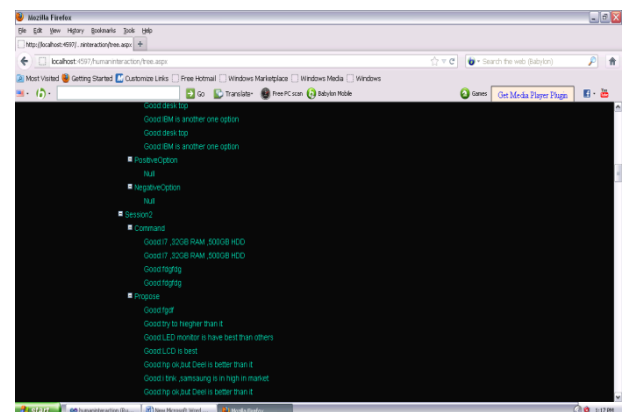 Mozilla Firefox
File Edit View History Bookmarks Tools Help
http://localhost:4597/...ninteraction/tree.aspx +
localhost:4597/humaninteraction/tree.aspx
Search the web (Babylon)
Most Visited Getting Started Customize Links Free Hotmail Windows Marketplace Windows Media Windows
Go Translate Free PC scan Babylon Mobile Games Get Media Player Plugin
Good:desk top
Good:IBM is another one option
Good:desk top
Good:IBM is another one option
PositiveOption
Null
NegativeOption
Null
Session2
Command
Good:I7 ,32GB RAM ,500GB HDD
Good:I7 ,32GB RAM ,500GB HDD
Good:fdgfdg
Good:fdgfdg
Propose
Good:fgdf
Good:try to hiegher than it
Good:LED monitor is have best than others
Good:LCD is best
Good:hp ok,but Deel is better than it
Good:i tink ,samsaung is in high in market
Good:hp ok,but Deel is better than it
start humaninteraction (Ru... New Microsoft Word ... Mozilla Firefox 1:17 PM